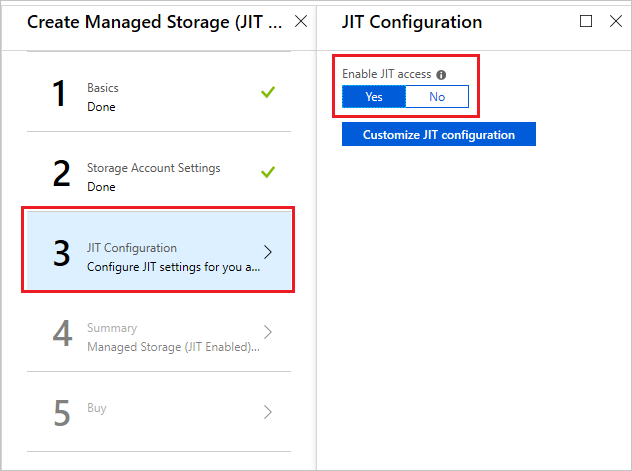 Create Managed Storage (JIT ...
1
Basics
Done
2
Storage Account Settings
Done
3
JIT Configuration
Configure JIT settings for you a...
4
Summary
Managed Storage (JIT Enabled)...
5
Buy
JIT Configuration
Enable JIT access
Yes
No
Customize JIT configuration